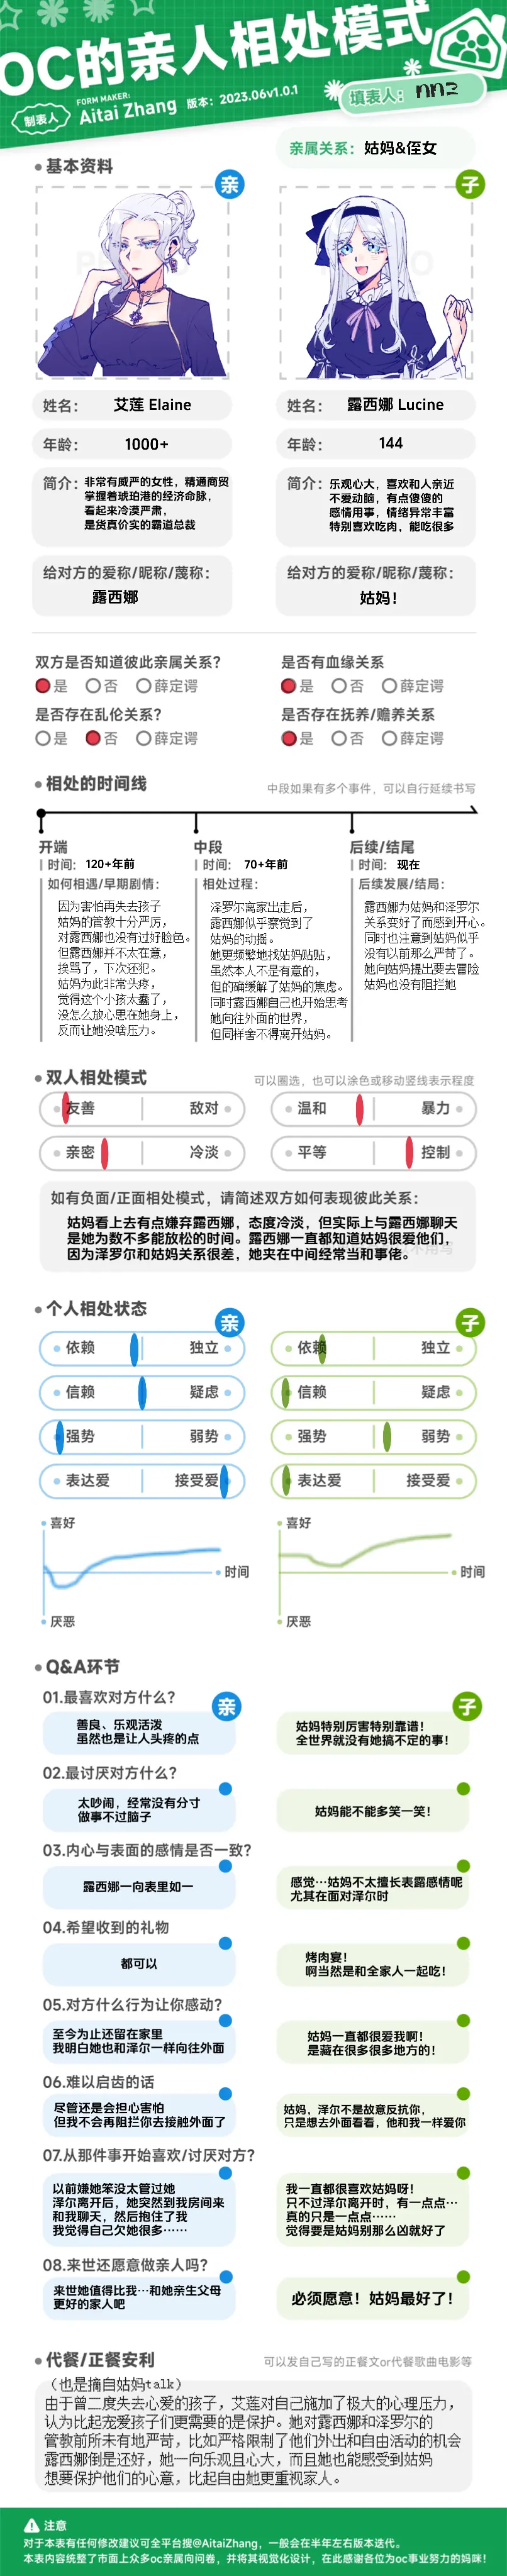 OC的亲人相处模式
制表人
FORM MAKER:
Aitai Zhang
版本：2023.06v1.0.1
填表人：nn2
亲属关系：姑妈&侄女
基本资料
亲
子
姓名： 艾莲 Elaine
姓名： 露西娜 Lucine
年龄： 1000+
年龄： 144
简介：非常有威严的女性，精通商贸
掌握着琥珀港的经济命脉，
看起来冷漠严肃，
是货真价实的霸道总裁
简介：乐观心大，喜欢和人亲近
不爱动脑，有点傻傻的
感情用事，情绪异常丰富
特别喜欢吃肉，能吃很多
给对方的爱称/昵称/蔑称：
露西娜
给对方的爱称/昵称/蔑称：
姑妈！
双方是否知道彼此亲属关系？
是 否 薛定谔
是否有血缘关系
是 否 薛定谔
是否存在乱伦关系？
是 否 薛定谔
是否存在抚养/赡养关系
是 否 薛定谔
相处的时间线
中段如果有多个事件，可以自行延续书写
开端
时间： 120+年前
如何相遇/早期剧情：
因为害怕再失去孩子
姑妈的管教十分严厉，
对露西娜也没有过好脸色。
但露西娜并不太在意，
挨骂了，下次还犯。
姑妈为此非常头疼，
觉得这个小孩太蠢了，
没怎么放心思在她身上，
反而让她没啥压力。
中段
时间： 70+年前
相处过程：
泽罗尔离家出走后，
露西娜似乎察觉到了
姑妈的动摇。
她更频繁地找姑妈贴贴，
虽然本人不是有意的，
但的确缓解了姑妈的焦虑。
同时露西娜自己也开始思考
她向往外面的世界，
但同样舍不得离开姑妈。
后续/结尾
时间： 现在
后续发展/结局：
露西娜为姑妈和泽罗尔
关系变好了而感到开心。
同时也注意到姑妈似乎
没有以前那么严苛了。
她向姑妈提出要去冒险
姑妈也没有阻拦她
双人相处模式
可以圈选，也可以涂色或移动竖线表示程度
友善 敌对
温和 暴力
亲密 冷淡
平等 控制
如有负面/正面相处模式，请简述双方如何表现彼此关系：
姑妈看上去有点嫌弃露西娜，态度冷淡，但实际上与露西娜聊天
是她为数不多能放松的时间。露西娜一直都知道姑妈很爱他们，
因为泽罗尔和姑妈关系很差，她夹在中间经常当和事佬。
个人相处状态
亲
子
依赖 独立
依赖 独立
信赖 疑虑
信赖 疑虑
强势 弱势
强势 弱势
表达爱 接受爱
表达爱 接受爱
喜好
时间
厌恶
喜好
时间
厌恶
Q&A环节
亲
子
01.最喜欢对方什么？
善良、乐观活泼
虽然也是让人头疼的点
姑妈特别厉害特别靠谱！
全世界就没有她搞不定的事！
02.最讨厌对方什么？
太吵闹，经常没有分寸
做事不过脑子
姑妈能不能多笑一笑！
03.内心与表面的感情是否一致？
露西娜一向表里如一
感觉…姑妈不太擅长表露感情呢
尤其在面对泽尔时
04.希望收到的礼物
都可以
烤肉宴！
啊当然是和全家人一起吃！
05.对方什么行为让你感动？
至今为止还留在家里
我明白她也和泽尔一样向往外面
姑妈一直都很爱我啊！
是藏在很多很多地方的！
06.难以启齿的话
尽管还是会担心害怕
但我不会再阻拦你去接触外面了
姑妈，泽尔不是故意反抗你，
只是想去外面看看，他和我一样爱你
07.从那件事开始喜欢/讨厌对方？
以前嫌她笨没太管过她
泽尔离开后，她突然到我房间来
和我聊天，然后抱住了我
我觉得自己欠她很多……
我一直都很喜欢姑妈呀！
只不过泽尔离开时，有一点点…
真的只是一点点……
觉得要是姑妈别那么凶就好了
08.来世还愿意做亲人吗？
来世她值得比我…和她亲生父母
更好的家人吧
必须愿意！姑妈最好了！
代餐/正餐安利
可以发自己写的正餐文or代餐歌曲电影等
（也是摘自姑妈talk）
由于曾二度失去心爱的孩子，艾莲对自己施加了极大的心理压力，
认为比起宠爱孩子们更需要的是保护。她对露西娜和泽罗尔的
管教前所未有地严苛，比如严格限制了他们外出和自由活动的机会
露西娜倒是还好，她一向乐观且心大，而且她也能感受到姑妈
想要保护他们的心意，比起自由她更重视家人。
注意
对于本表有任何修改建议可全平台搜@AitaiZhang，一般会在半年左右版本迭代。
本表内容统整了市面上众多oc亲属向问卷，并将其视觉化设计，在此感谢各位为oc事业努力的妈咪！